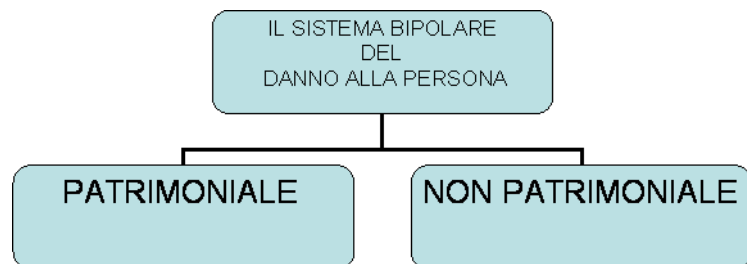 IL SISTEMA BIPOLARE
DEL
DANNO ALLA PERSONA
PATRIMONIALE
NON PATRIMONIALE